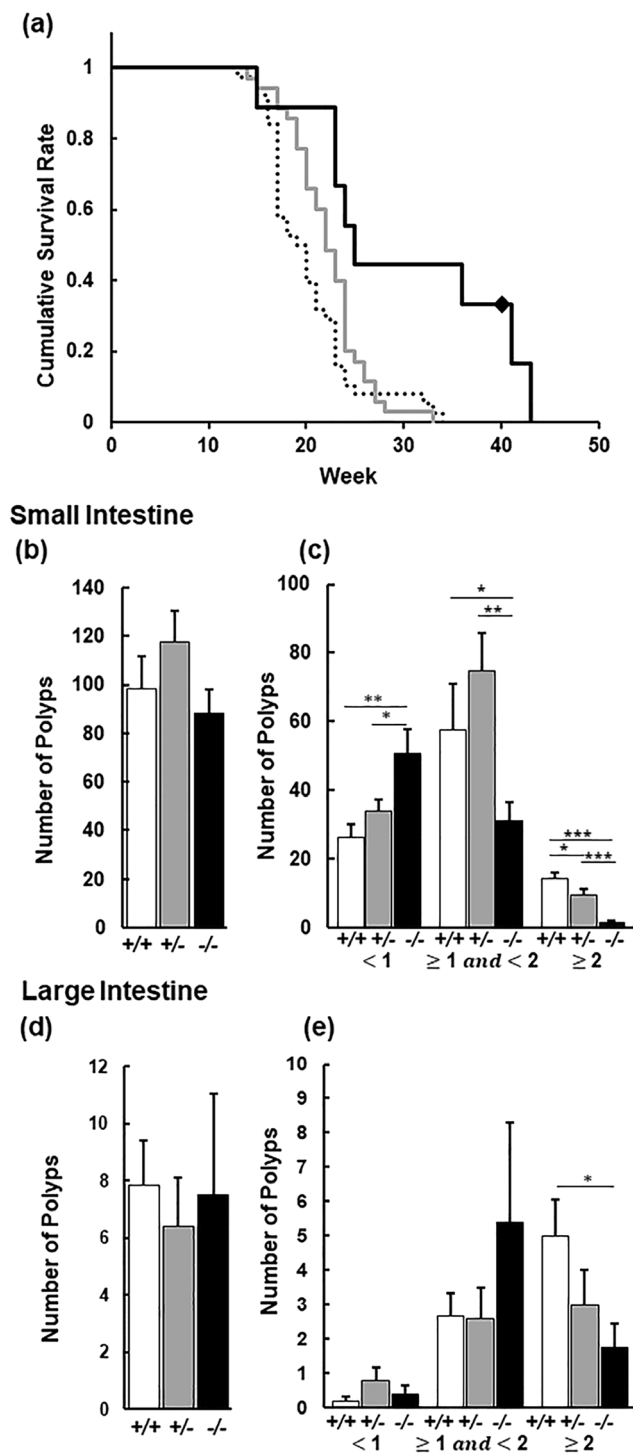 (a)
Cumulative Survival Rate
1
0.8
0.6
0.4
0.2
0
0 10 20 30 40 50
Week
Small Intestine
(b) (c)
Number of Polyps
140
120
100
80
60
40
20
0
+/+ +/- -/-
Number of Polyps
100
80
60
40
20
0
** * * ** *** * ***
+/+ +/- -/- +/+ +/- -/- +/+ +/- -/-
< 1 ≥ 1 and < 2 ≥ 2
Large Intestine
(d) (e)
Number of Polyps
12
10
8
6
4
2
0
+/+ +/- -/-
Number of Polyps
10
9
8
7
6
5
4
3
2
1
0
*
+/+ +/- -/- +/+ +/- -/- +/+ +/- -/-
< 1 ≥ 1 and < 2 ≥ 2